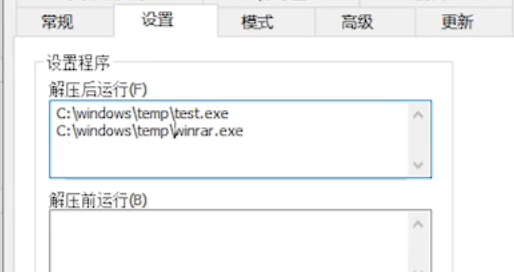 常规 设置 模式 高级 更新
设置程序
解压后运行(F)
C:\windows\temp\test.exe
C:\windows\temp\winrar.exe
解压前运行(B)